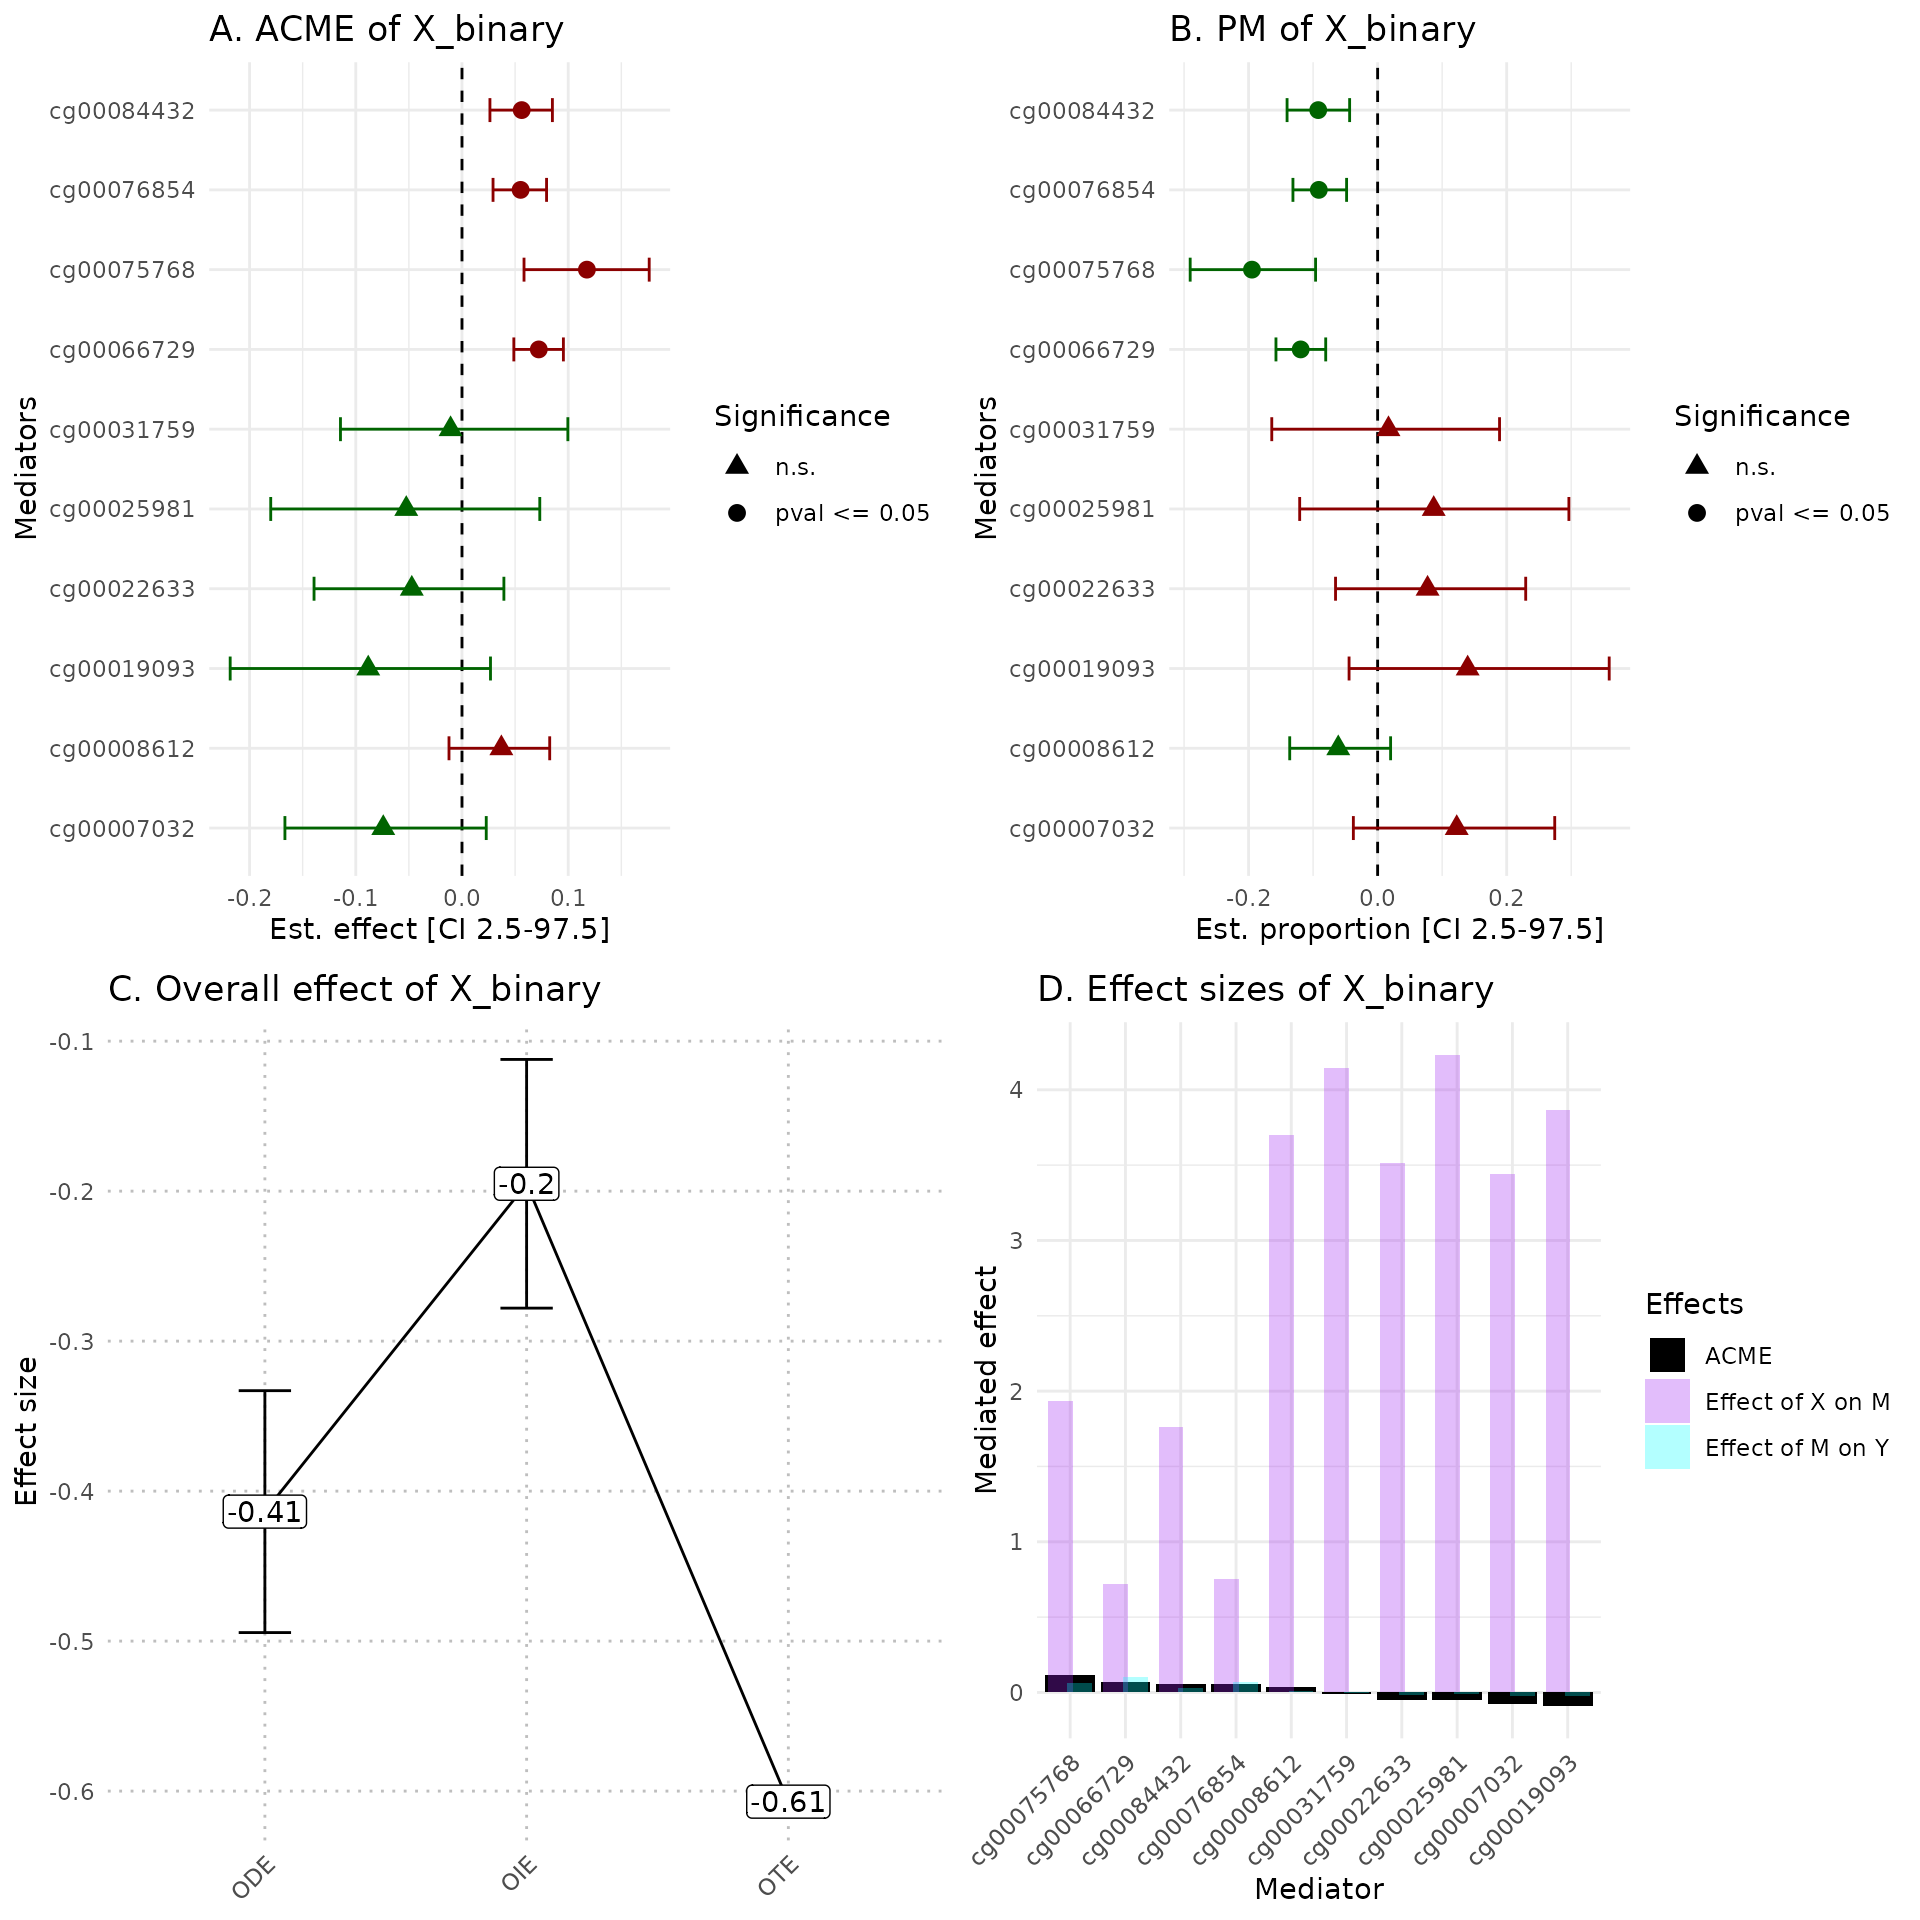 A. ACME of X_binary
cg00084432
cg00076854
cg00075768
cg00066729
cg00031759
cg00025981
cg00022633
cg00019093
cg00008612
cg00007032
Mediators
-0.2 -0.1 0.0 0.1
Est. effect [CI 2.5-97.5]
Significance
n.s.
pval <= 0.05
B. PM of X_binary
cg00084432
cg00076854
cg00075768
cg00066729
cg00031759
cg00025981
cg00022633
cg00019093
cg00008612
cg00007032
Mediators
-0.2 0.0 0.2
Est. proportion [CI 2.5-97.5]
Significance
n.s.
pval <= 0.05
C. Overall effect of X_binary
-0.1
-0.2
-0.3
-0.4
-0.5
-0.6
Effect size
-0.41
-0.2
-0.61
ODE
OIE
OTE
D. Effect sizes of X_binary
4
3
2
1
0
Mediated effect
cg00075768
cg00066729
cg00084432
cg00076854
cg00008612
cg00031759
cg00022633
cg00025981
cg00007032
cg00019093
Mediator
Effects
ACME
Effect of X on M
Effect of M on Y